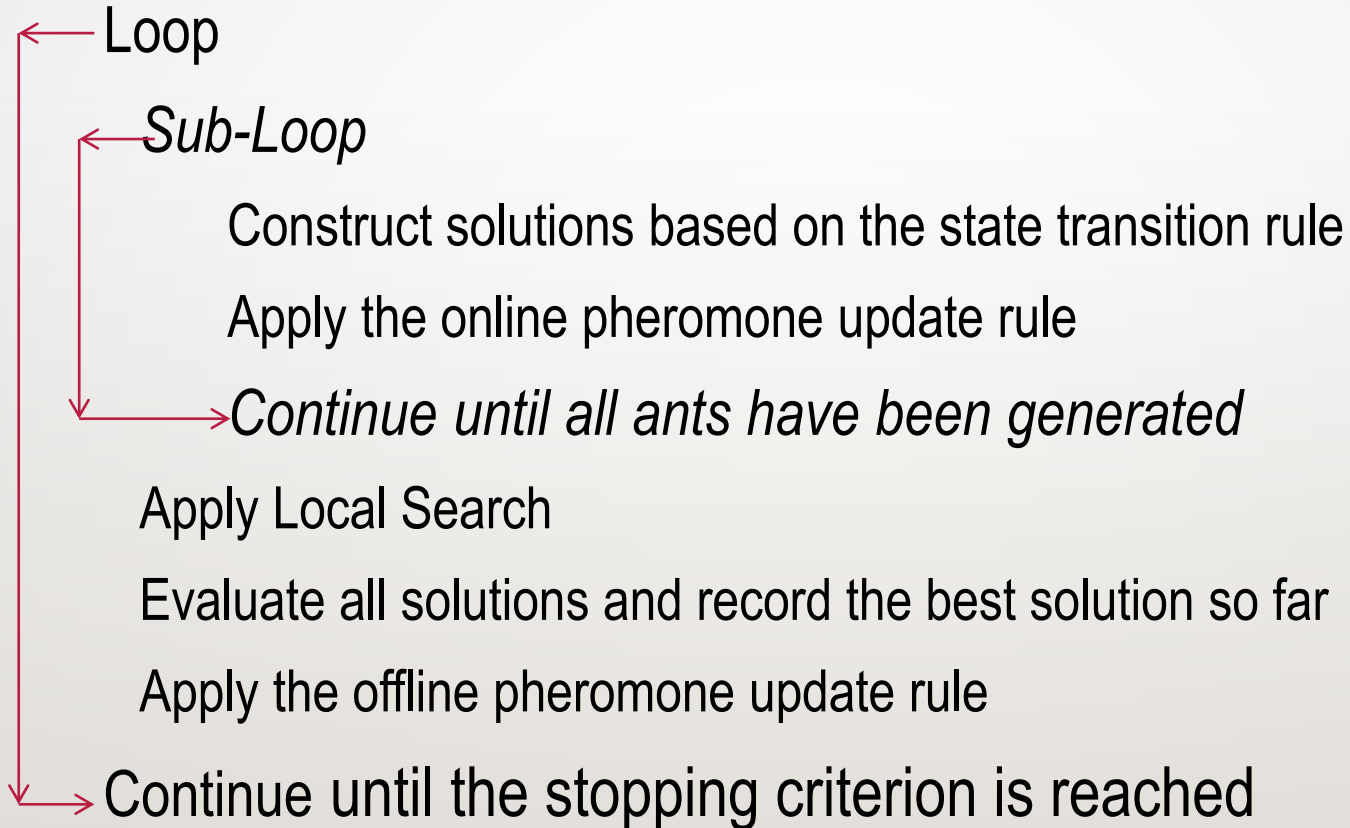 Loop
Sub-Loop
Construct solutions based on the state transition rule
Apply the online pheromone update rule
Continue until all ants have been generated
Apply Local Search
Evaluate all solutions and record the best solution so far
Apply the offline pheromone update rule
Continue until the stopping criterion is reached